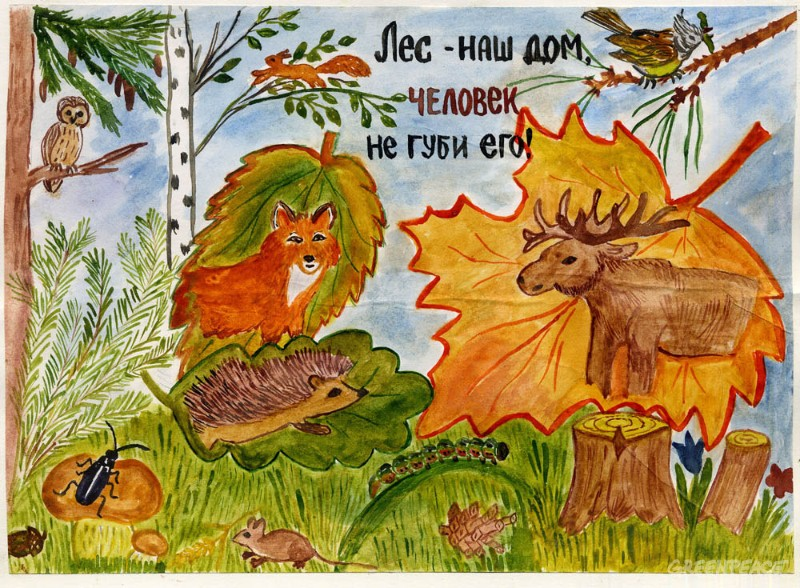 Лес - наш дом,
человек
не губи его!
GREENPEACE